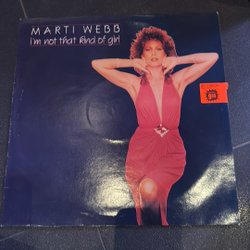 MARTI WEBB
i'm not that kind of girl